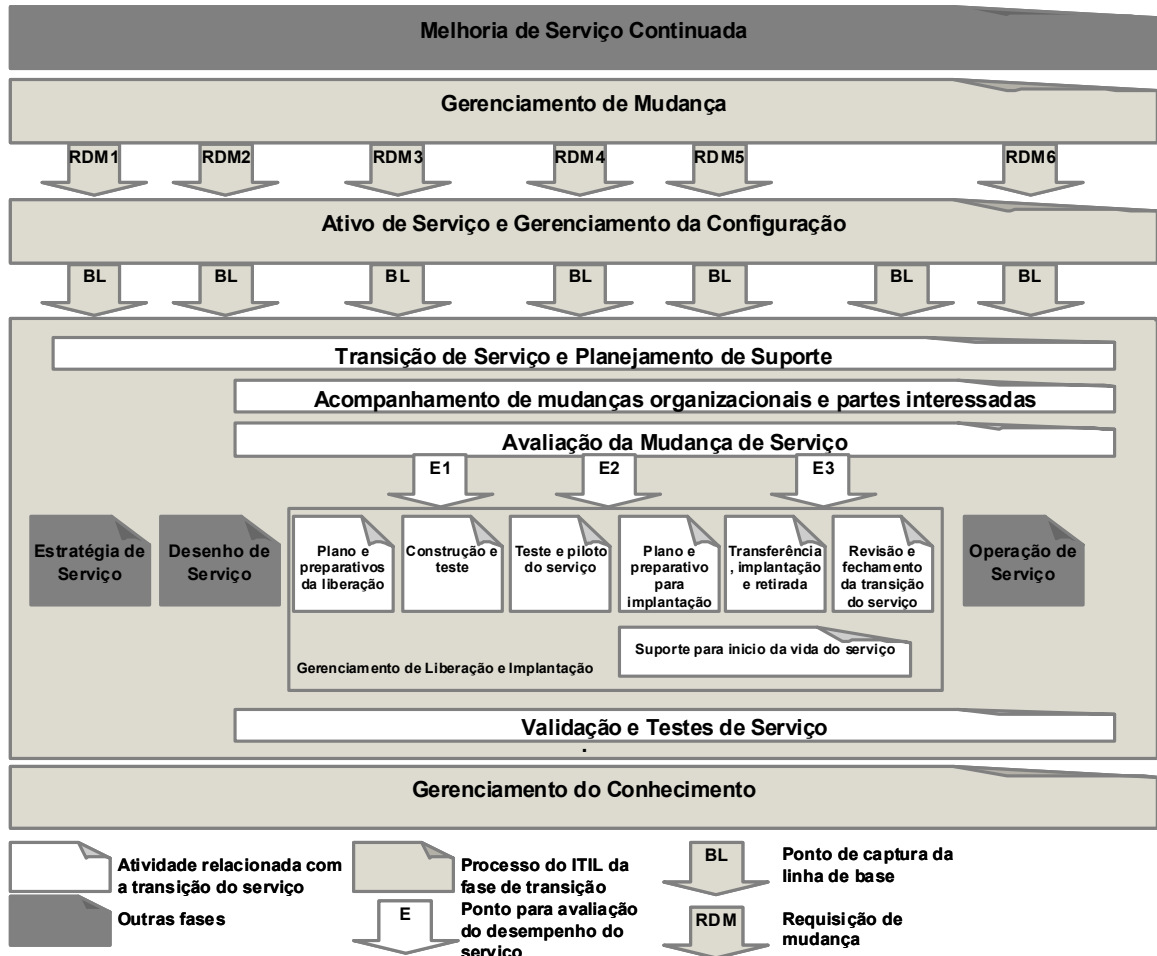 Melhoria de Serviço Continuada
Gerenciamento de Mudança
RDM1 RDM2 RDM3 RDM4 RDM5 RDM6
Ativo de Serviço e Gerenciamento da Configuração
BL BL BL BL BL BL BL
Transição de Serviço e Planejamento de Suporte
Acompanhamento de mudanças organizacionais e partes interessadas
Avaliação da Mudança de Serviço
E1 E2 E3
Estratégia de
Serviço
Desenho de
Serviço
Plano e
preparativos
da liberação
Construção e
teste
Teste e piloto
do serviço
Plano e
preparativo
para
implantação
Transferência
, implantação
e retirada
Revisão e
fechamento
da transição
do serviço
Operação de
Serviço
Suporte para inicio da vida do serviço
Gerenciamento de Liberação e Implantação
Validação e Testes de Serviço
.
Gerenciamento do Conhecimento
Atividade relacionada com
a transição do serviço
Outras fases
Processo do ITIL da
fase de transição
E
Ponto para avaliação
do desempenho do
serviço
BL
Ponto de captura da
linha de base
RDM
Requisição de
mudança